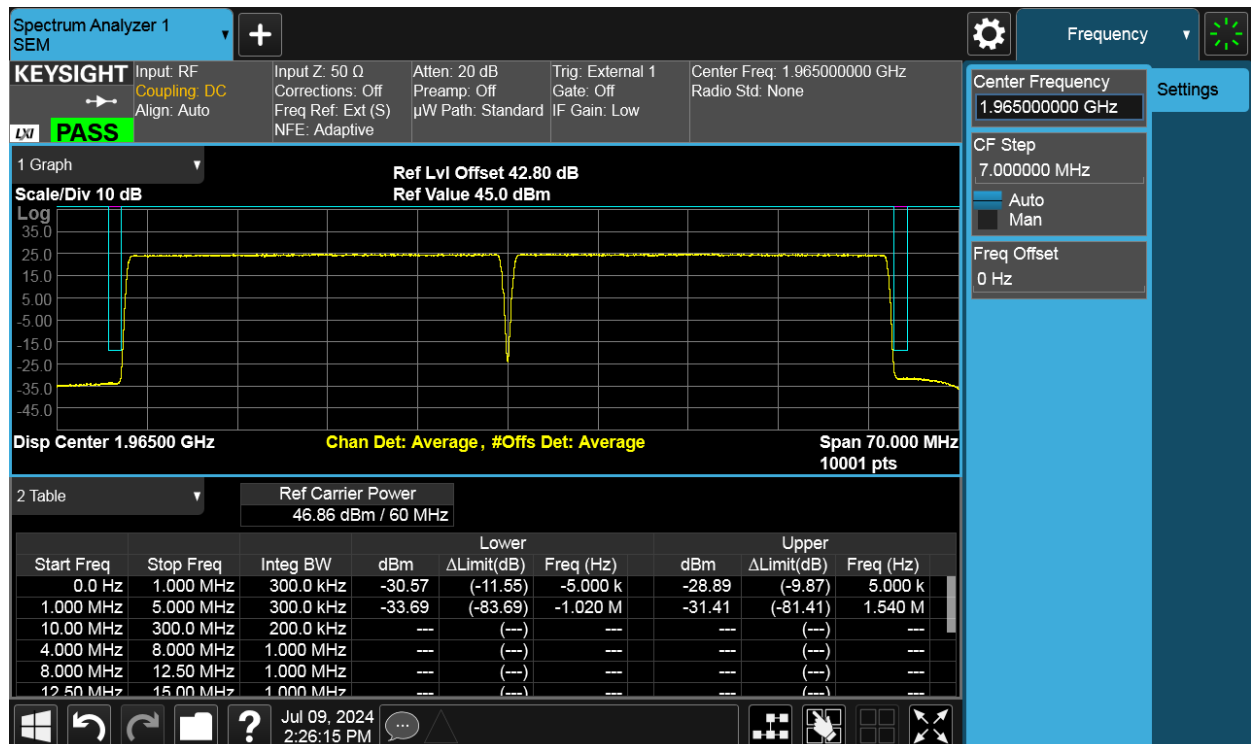 Spectrum Analyzer 1
SEM
+
Frequency
KEYSIGHT
LXI
PASS
Input: RF
Coupling: DC
Align: Auto
Input Z: 50 Ω
Corrections: Off
Freq Ref: Ext (S)
NFE: Adaptive
Atten: 20 dB
Preamp: Off
µW Path: Standard
Trig: External 1
Gate: Off
IF Gain: Low
Center Freq: 1.965000000 GHz
Radio Std: None
Center Frequency
1.965000000 GHz
Settings
CF Step
7.000000 MHz
Auto
Man
Freq Offset
0 Hz
1 Graph
Scale/Div 10 dB
Ref Lvl Offset 42.80 dB
Ref Value 45.0 dBm
Log
35.0
25.0
15.0
5.00
-5.00
-15.0
-25.0
-35.0
-45.0
Disp Center 1.96500 GHz
Chan Det: Average , #Offs Det: Average
Span 70.000 MHz
10001 pts
2 Table
Ref Carrier Power
46.86 dBm / 60 MHz
Lower Upper
Start Freq Stop Freq Integ BW dBm ΔLimit(dB) Freq (Hz) dBm ΔLimit(dB) Freq (Hz)
0.0 Hz 1.000 MHz 300.0 kHz -30.57 (-11.55) -5.000 k -28.89 (-9.87) 5.000 k
1.000 MHz 5.000 MHz 300.0 kHz -33.69 (-83.69) -1.020 M -31.41 (-81.41) 1.540 M
10.00 MHz 300.0 MHz 200.0 kHz --- (---) --- --- (---) ---
4.000 MHz 8.000 MHz 1.000 MHz --- (---) --- --- (---) ---
8.000 MHz 12.50 MHz 1.000 MHz --- (---) --- --- (---) ---
12.50 MHz 15.00 MHz 1.000 MHz --- (---) --- --- (---) ---
?
Jul 09, 2024
2:26:15 PM